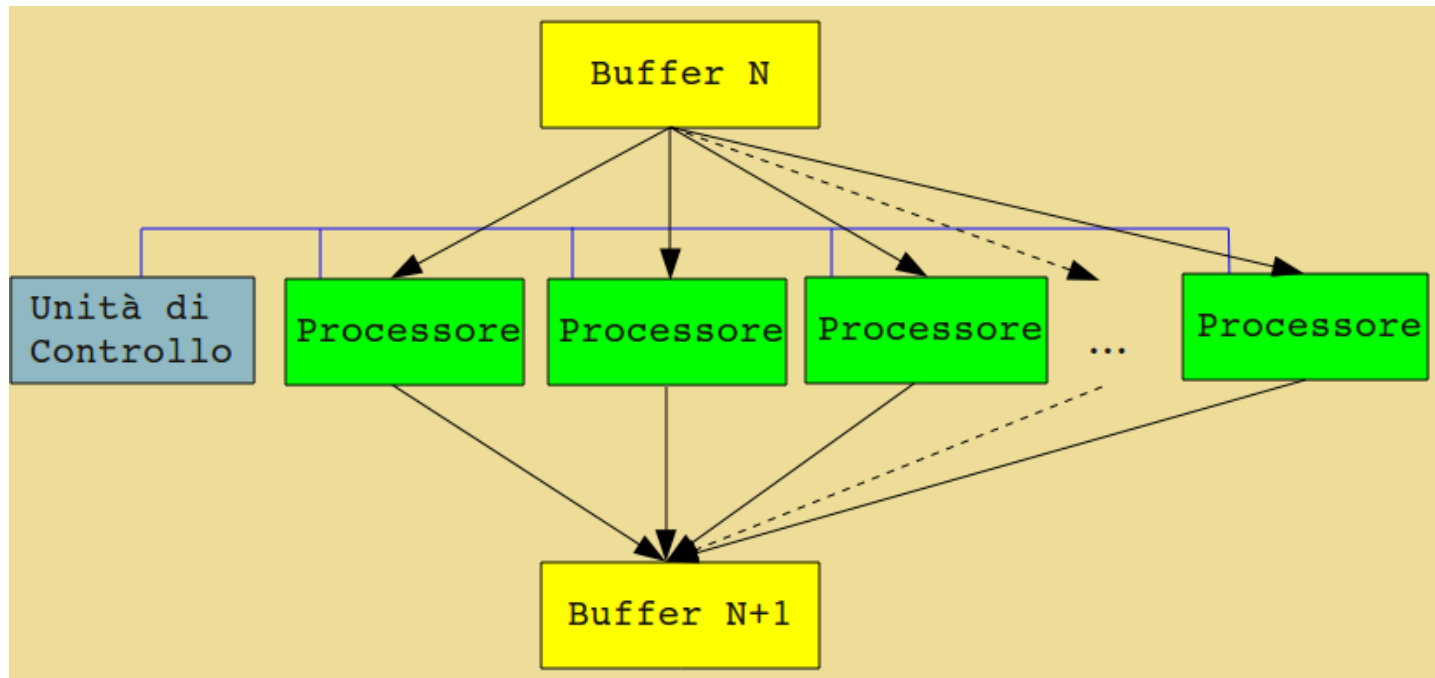 Buffer N
Unità di
Controllo
Processore
Processore
Processore
...
Processore
Buffer N+1